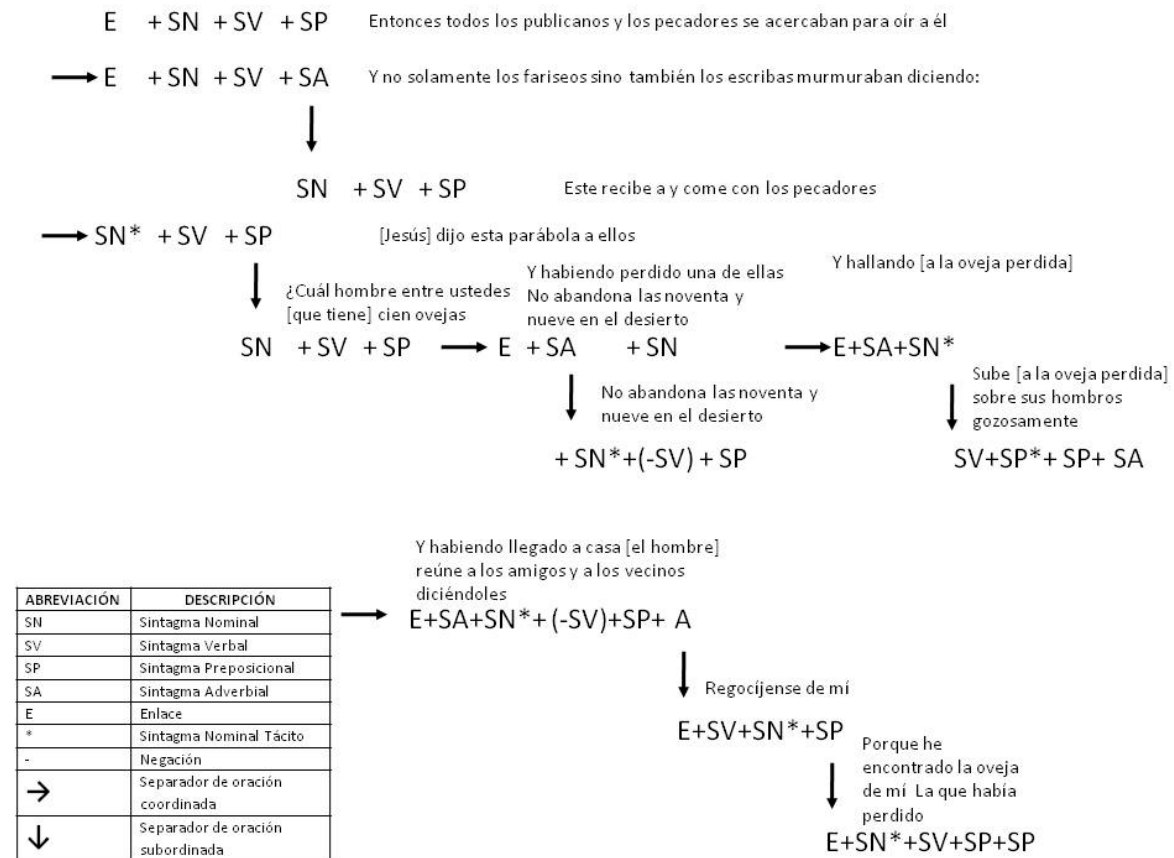 E + SN + SV + SP Entonces todos los publicanos y los pecadores se acercaban para oír a él
→ E + SN + SV + SA Y no solamente los fariseos sino también los escribas murmuraban diciendo:
↓
SN + SV + SP Este recibe a y come con los pecadores
→ SN* + SV + SP [Jesús] dijo esta parábola a ellos
↓
¿Cuál hombre entre ustedes
[que tiene] cien ovejas
SN + SV + SP
Y habiendo perdido una de ellas
No abandona las noventa y
nueve en el desierto
→ E + SA + SN
↓
No abandona las noventa y
nueve en el desierto
+ SN*+(-SV) + SP
Y hallando [a la oveja perdida]
→E+SA+SN*
↓
Sube [a la oveja perdida]
sobre sus hombros
gozosamente
SV+SP*+ SP+ SA
Y habiendo llegado a casa [el hombre]
reúne a los amigos y a los vecinos
diciéndoles
→ E+SA+SN*+(-SV)+SP+ A
↓
Regocíjense de mí
E+SV+SN*+SP
↓
Porque he
encontrado la oveja
de mí La que había
perdido
E+SN*+SV+SP+SP
ABREVIACIÓN DESCRIPCIÓN
SN Sintagma Nominal
SV Sintagma Verbal
SP Sintagma Preposicional
SA Sintagma Adverbial
E Enlace
* Sintagma Nominal Tácito
- Negación
→ Separador de oración
coordinada
↓ Separador de oración
subordinada